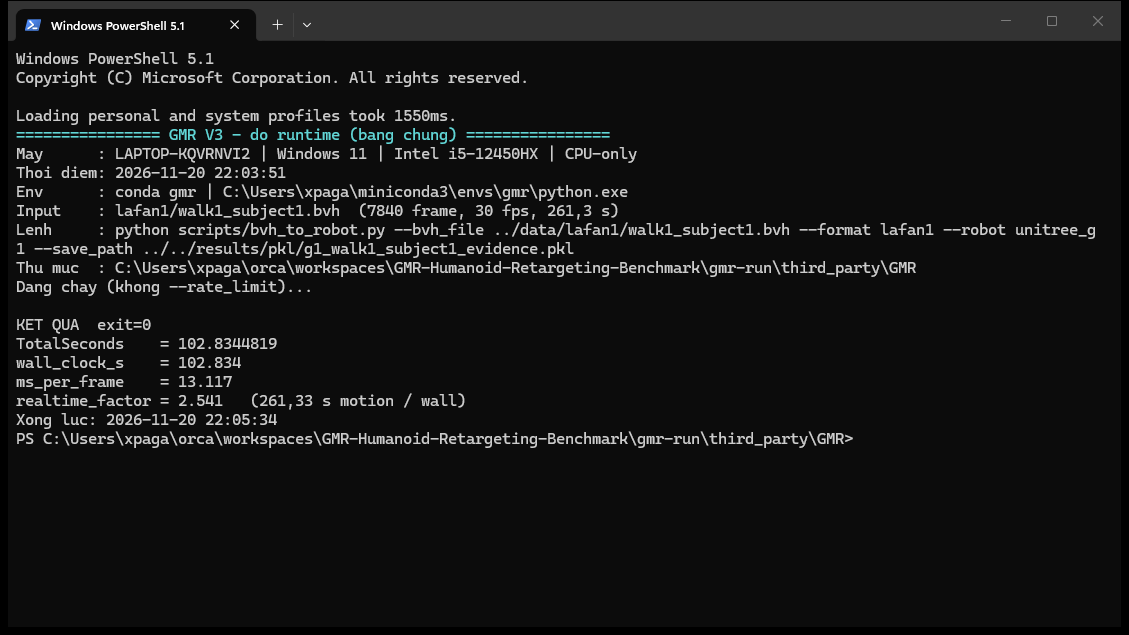 Windows PowerShell 5.1
Windows PowerShell 5.1
Copyright (C) Microsoft Corporation. All rights reserved.
Loading personal and system profiles took 1550ms.
================ GMR V3 - do runtime (bang chung) ================
May      : LAPTOP-KQVRNVI2 | Windows 11 | Intel i5-12450HX | CPU-only
Thoi diem: 2026-11-20 22:03:51
Env      : conda gmr | C:\Users\xpaga\miniconda3\envs\gmr\python.exe
Input    : lafan1/walk1_subject1.bvh  (7840 frame, 30 fps, 261,3 s)
Lenh     : python scripts/bvh_to_robot.py --bvh_file ../data/lafan1/walk1_subject1.bvh --format lafan1 --robot unitree_g
1 --save_path ../../results/pkl/g1_walk1_subject1_evidence.pkl
Thu muc  : C:\Users\xpaga\orca\workspaces\GMR-Humanoid-Retargeting-Benchmark\gmr-run\third_party\GMR
Dang chay (khong --rate_limit)...
KET QUA  exit=0
TotalSeconds    = 102.8344819
wall_clock_s    = 102.834
ms_per_frame    = 13.117
realtime_factor = 2.541   (261,33 s motion / wall)
Xong luc: 2026-11-20 22:05:34
PS C:\Users\xpaga\orca\workspaces\GMR-Humanoid-Retargeting-Benchmark\gmr-run\third_party\GMR>